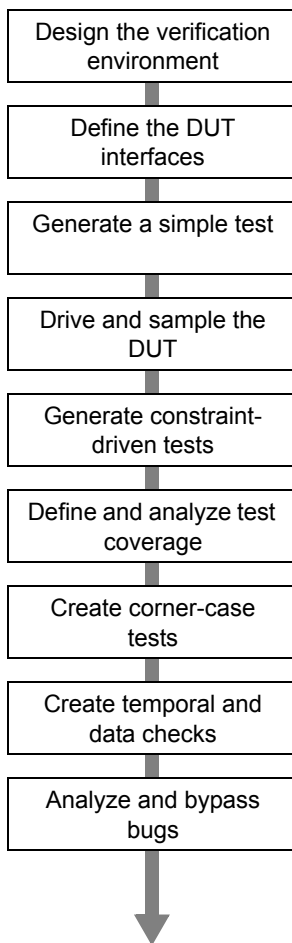 Design the verification
environment
Define the DUT
interfaces
Generate a simple test
Drive and sample the
DUT
Generate constraint-
driven tests
Define and analyze test
coverage
Create corner-case
tests
Create temporal and
data checks
Analyze and bypass
bugs